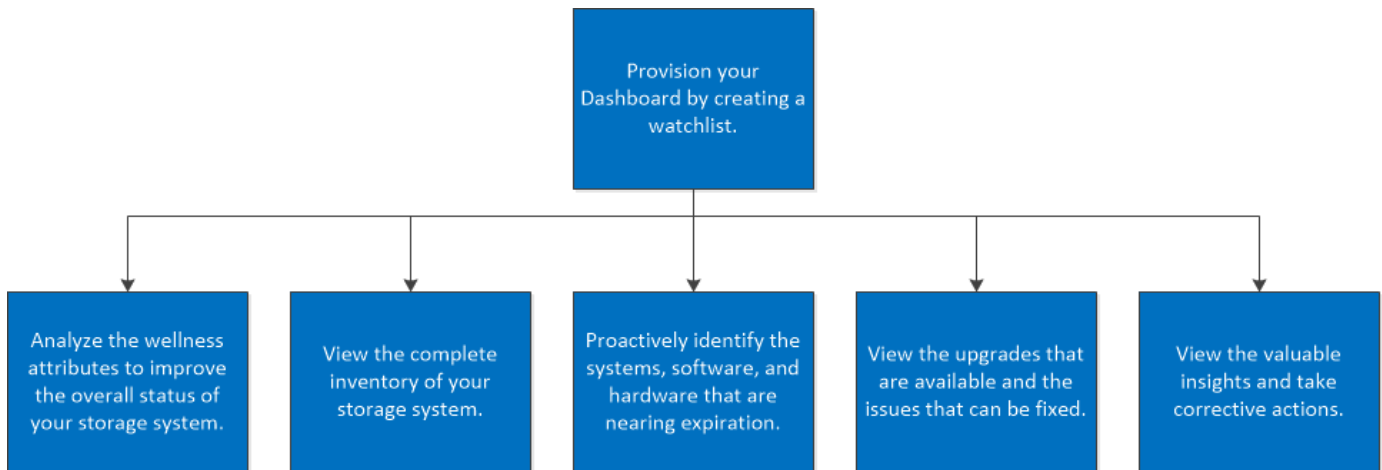 Provision your
Dashboard by creating a
watchlist.
Analyze the wellness
attributes to improve
the overall status of
your storage system.
View the complete
inventory of your
storage system.
Proactively identify the
systems, software, and
hardware that are
nearing expiration.
View the upgrades that
are available and the
issues that can be fixed.
View the valuable
insights and take
corrective actions.